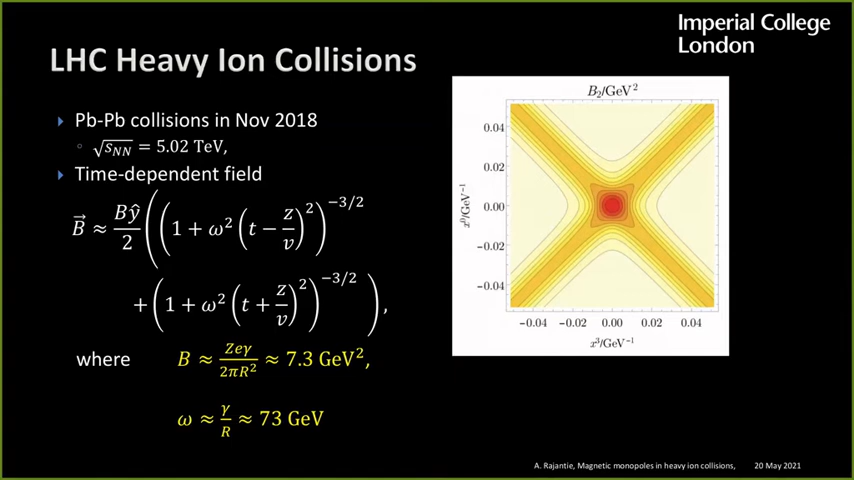 Imperial College
London
LHC Heavy Ion Collisions
Pb-Pb collisions in Nov 2018
√s_NN = 5.02 TeV,
Time-dependent field
B⃗ ≈ Bŷ/2 ((1 + ω² (t − z/v)²)^−3/2
+ (1 + ω² (t + z/v)²)^−3/2),
where B ≈ Zeγ/2πR² ≈ 7.3 GeV²,
ω ≈ γ/R ≈ 73 GeV
B₂/GeV²
0.04
0.02
0.00
−0.02
−0.04
x⁰/GeV⁻¹
−0.04 −0.02 0.00 0.02 0.04
x³/GeV⁻¹
A. Rajantie, Magnetic monopoles in heavy ion collisions, 20 May 2021